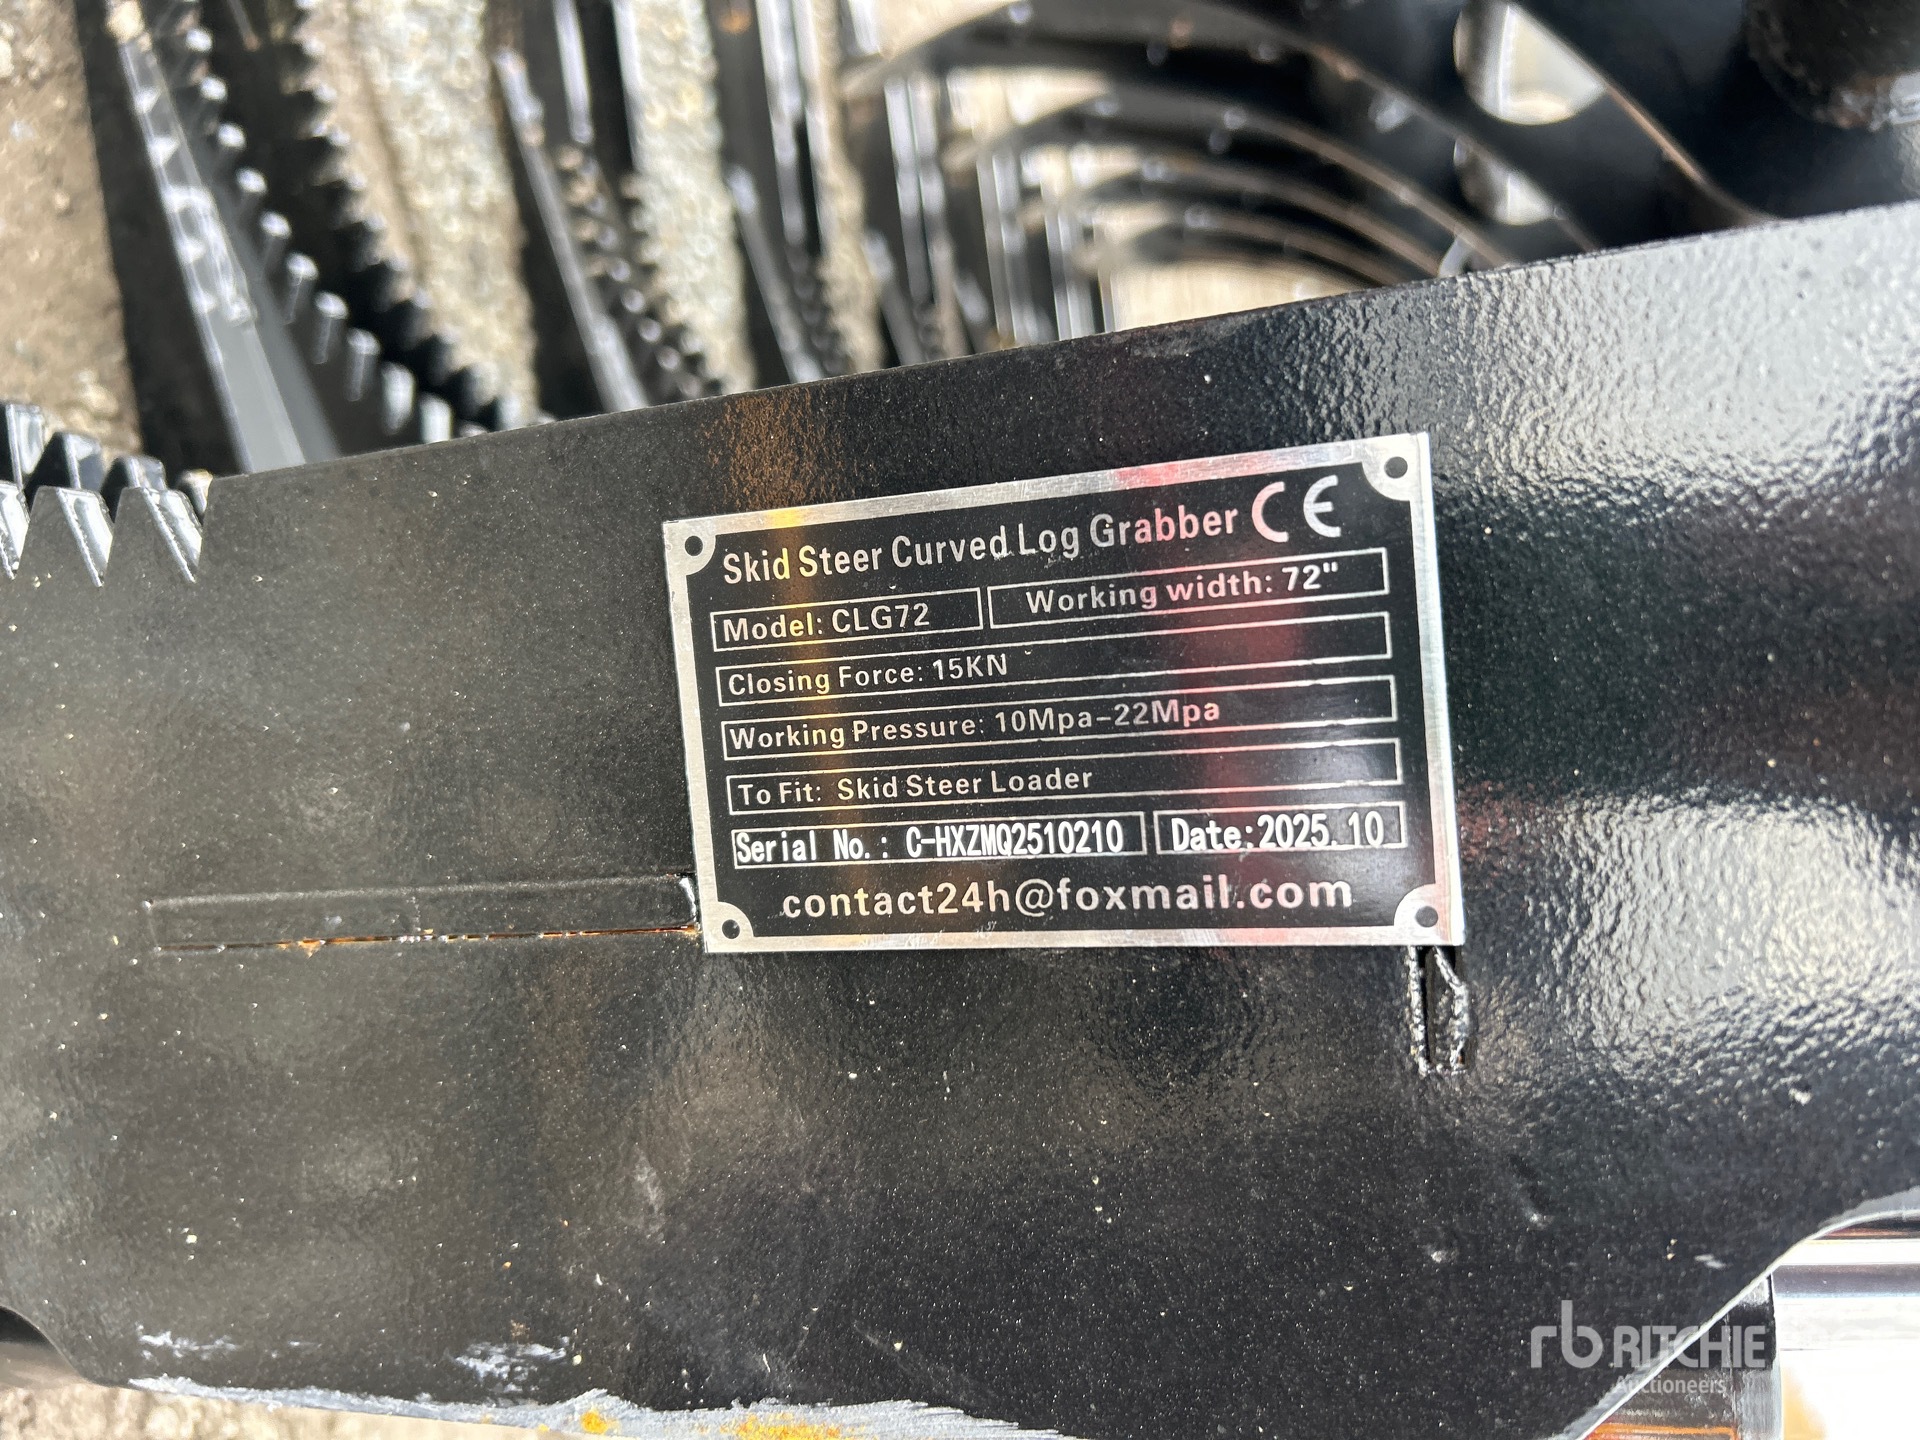 Skid Steer Curved Log Grabber CE
Model: CLG72 Working width: 72"
Closing Force: 15KN
Working Pressure: 10Mpa-22Mpa
To Fit: Skid Steer Loader
Serial No.: C-HXZMQ2510210 Date:2025.10
contact24h@foxmail.com
rb RITCHIE
Auctioneers